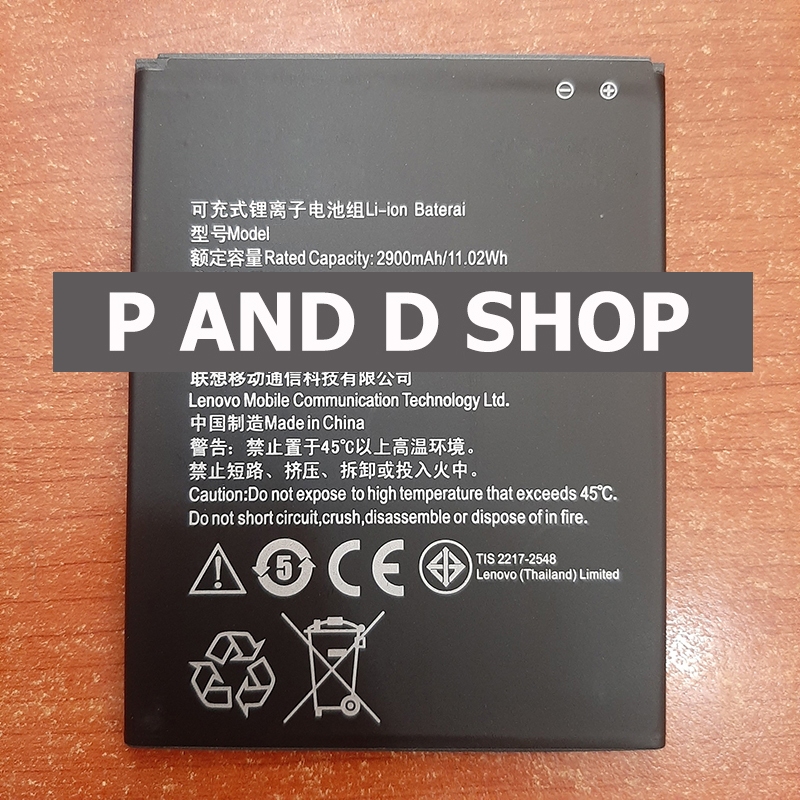 可充式锂离子电池组Li-ion Baterai
型号Model
额定容量Rated Capacity: 2900mAh/11.02Wh
P AND D SHOP
联想移动通信科技有限公司
Lenovo Mobile Communication Technology Ltd.
中国制造Made in China
警告: 禁止置于45℃以上高温环境。
禁止短路、挤压、拆卸或投入火中。
Caution:Do not expose to high temperature that exceeds 45℃.
Do not short circuit,crush,disassemble or dispose of in fire.
5
CE
TIS 2217-2548
Lenovo (Thailand) Limited